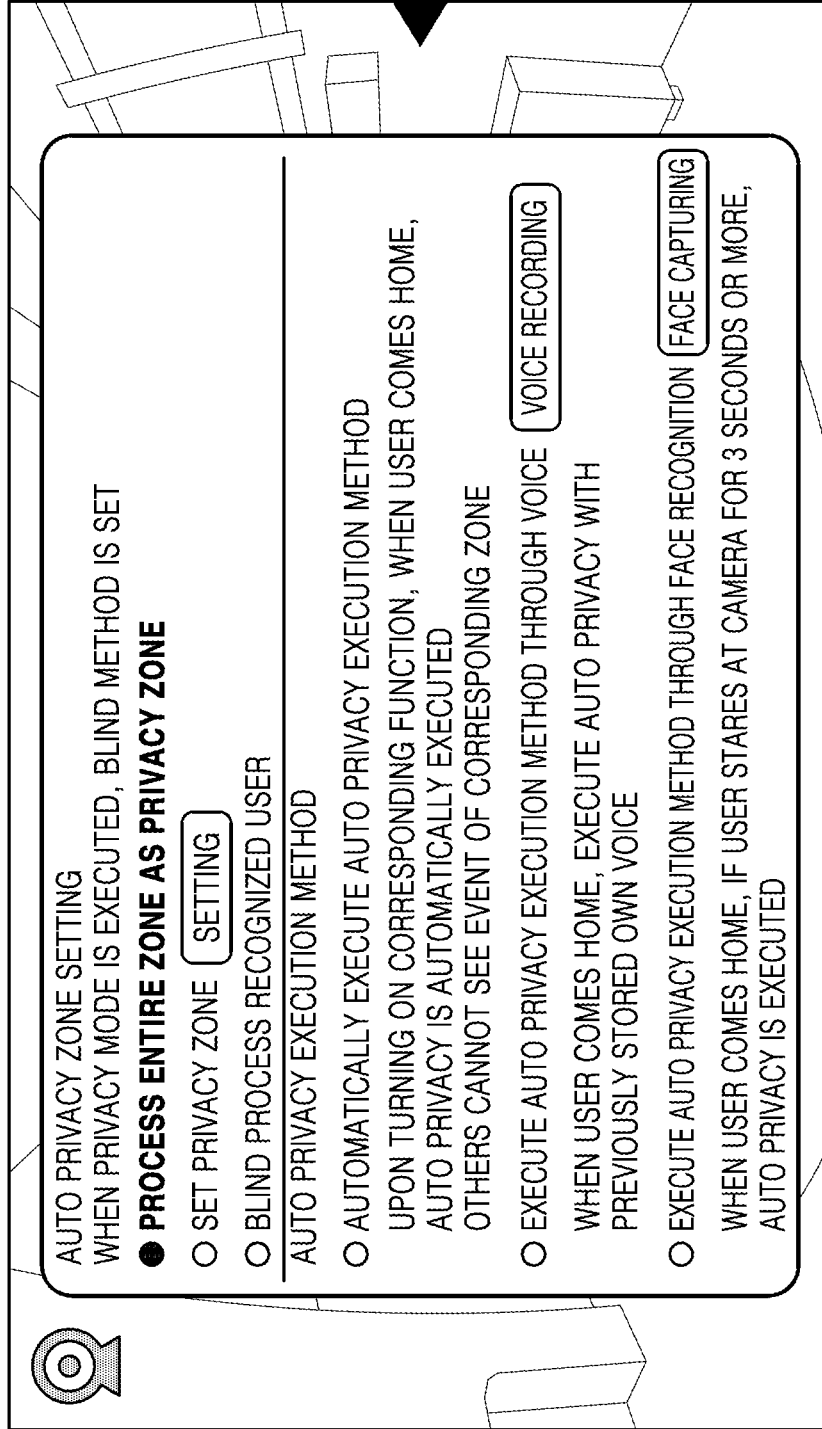 AUTO PRIVACY ZONE SETTING
WHEN PRIVACY MODE IS EXECUTED, BLIND METHOD IS SET
PROCESS ENTIRE ZONE AS PRIVACY ZONE
SET PRIVACY ZONE SETTING
BLIND PROCESS RECOGNIZED USER
AUTO PRIVACY EXECUTION METHOD
AUTOMATICALLY EXECUTE AUTO PRIVACY EXECUTION METHOD
UPON TURNING ON CORRESPONDING FUNCTION, WHEN USER COMES HOME,
AUTO PRIVACY IS AUTOMATICALLY EXECUTED
OTHERS CANNOT SEE EVENT OF CORRESPONDING ZONE
EXECUTE AUTO PRIVACY EXECUTION METHOD THROUGH VOICE VOICE RECORDING
WHEN USER COMES HOME, EXECUTE AUTO PRIVACY WITH
PREVIOUSLY STORED OWN VOICE
EXECUTE AUTO PRIVACY EXECUTION METHOD THROUGH FACE RECOGNITION FACE CAPTURING
WHEN USER COMES HOME, IF USER STARES AT CAMERA FOR 3 SECONDS OR MORE,
AUTO PRIVACY IS EXECUTED